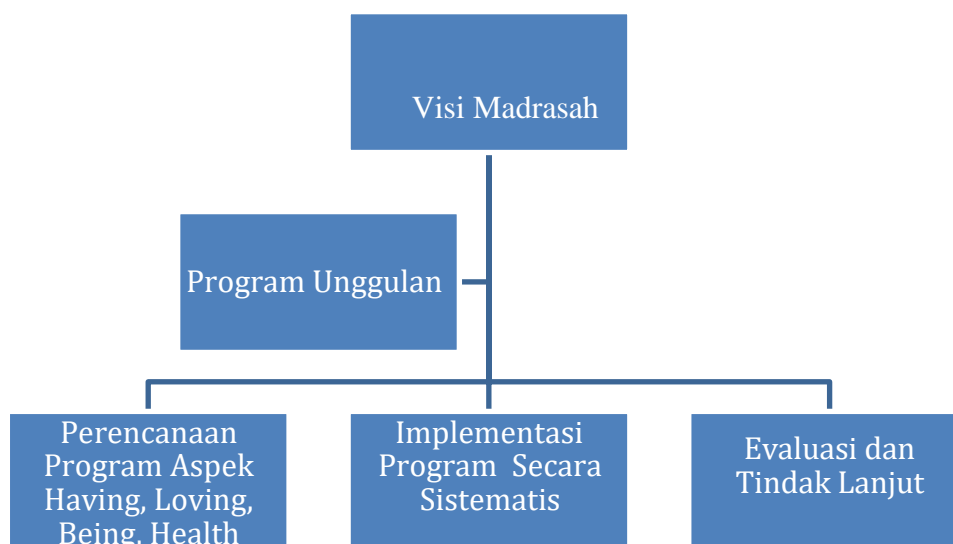 Visi Madrasah
Program Unggulan
Perencanaan
Program Aspek
Having, Loving,
Being, Health
Implementasi
Program Secara
Sistematis
Evaluasi dan
Tindak Lanjut